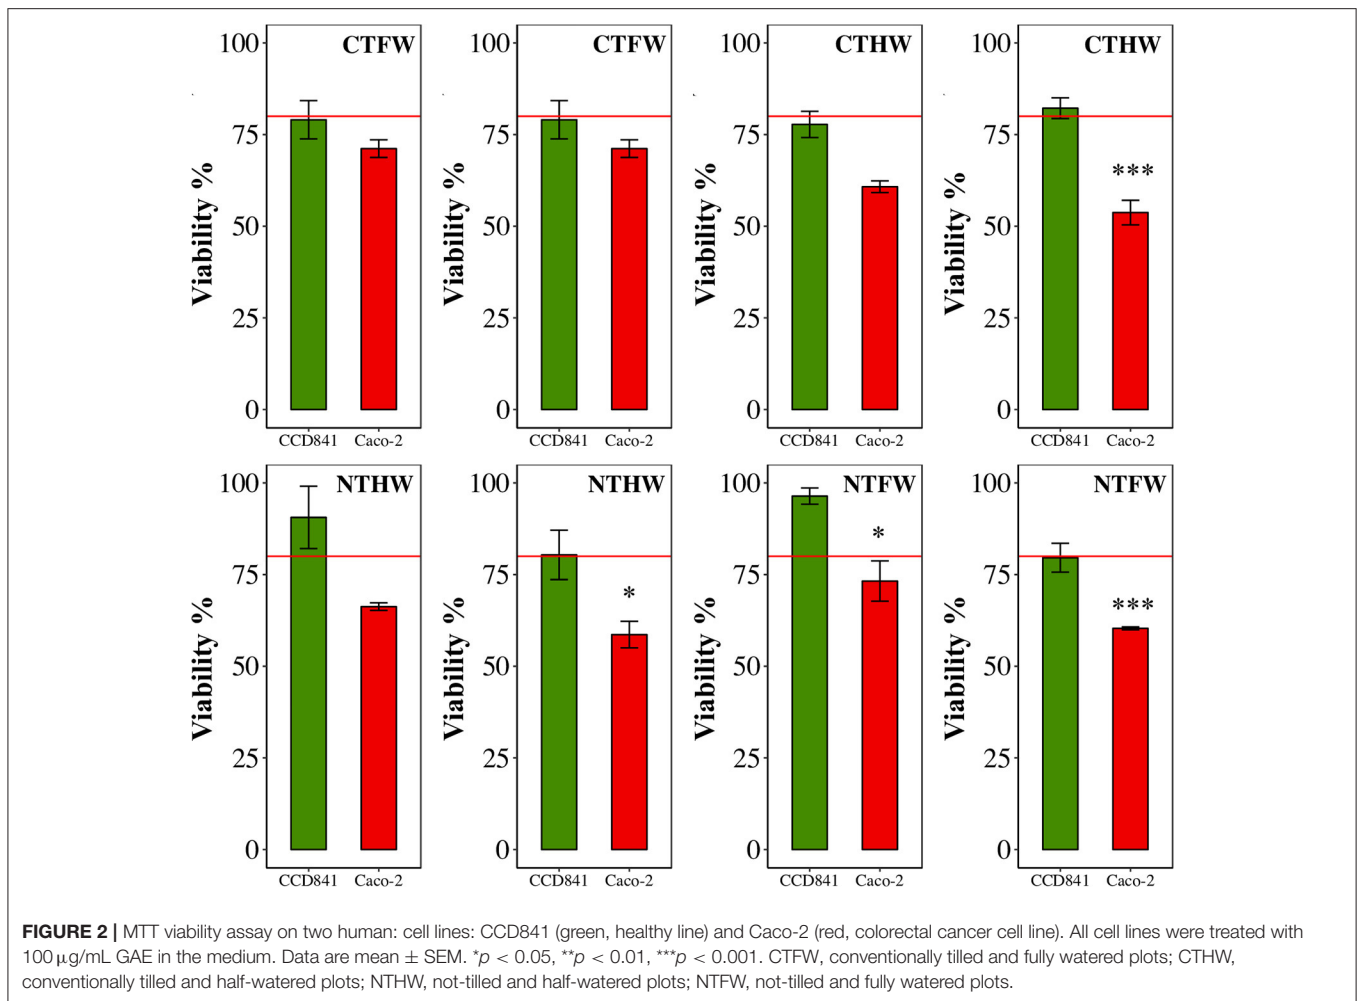 CTFW
100
75
50
25
0
Viability %
CCD841 Caco-2
CTFW
100
75
50
25
0
Viability %
CCD841 Caco-2
CTHW
100
75
50
25
0
Viability %
CCD841 Caco-2
CTHW
100
75
50
25
0
Viability %
***
CCD841 Caco-2
NTHW
100
75
50
25
0
Viability %
CCD841 Caco-2
NTHW
100
75
50
25
0
Viability %
*
CCD841 Caco-2
NTFW
100
75
50
25
0
Viability %
*
CCD841 Caco-2
NTFW
100
75
50
25
0
Viability %
***
CCD841 Caco-2
FIGURE 2 | MTT viability assay on two human: cell lines: CCD841 (green, healthy line) and Caco-2 (red, colorectal cancer cell line). All cell lines were treated with
100 µg/mL GAE in the medium. Data are mean ± SEM. *p < 0.05, **p < 0.01, ***p < 0.001. CTFW, conventionally tilled and fully watered plots; CTHW,
conventionally tilled and half-watered plots; NTHW, not-tilled and half-watered plots; NTFW, not-tilled and fully watered plots.